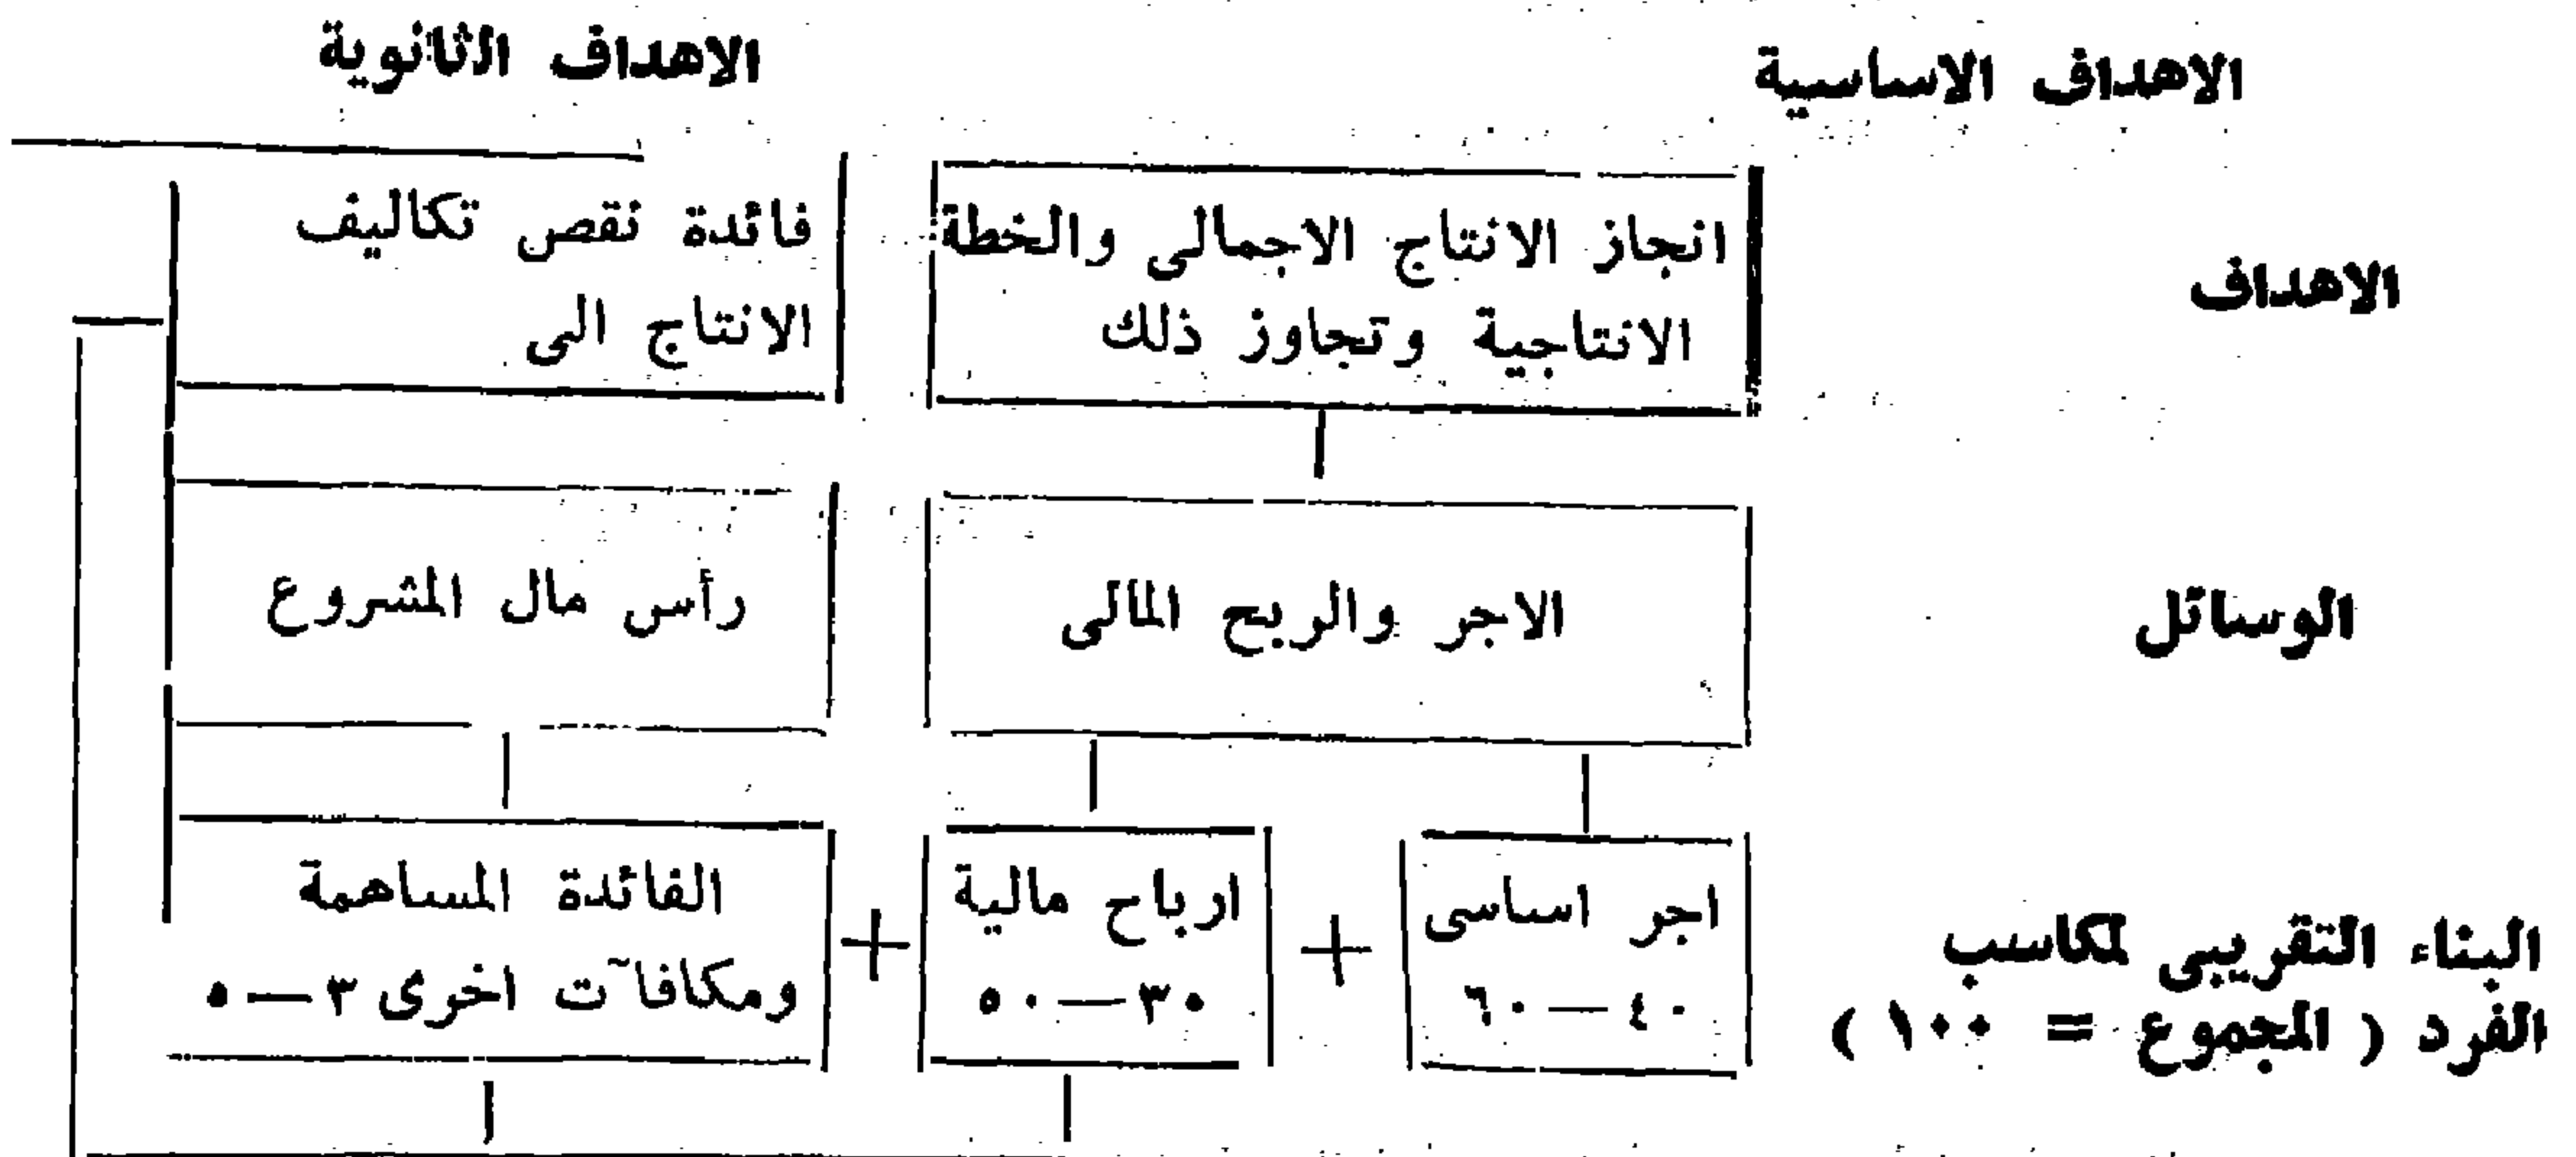 الاهداف الاساسية
الاهداف الثانوية
الاهداف
انجاز الانتاج الاجمالى والخطة
الانتاجية وتجاوز ذلك
فائدة نقص تكاليف
الانتاج الى
الوسائل
الاجر والربح المالى
رأس مال المشروع
البناء التقريبى لمكاسب
الفرد ( المجموع = ١٠٠ )
اجر اساسى
٤٠ — ٦٠
+
ارباح مالية
٣٠ — ٥٠
+
الفائدة المساهمة
ومكافآت اخرى ٣ — ٥